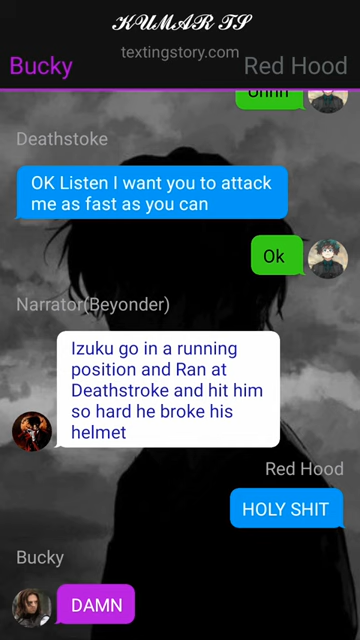 𝒦𝒰ℳ𝒜ℛ 𝒯𝒮
textingstory.com
Bucky
Red Hood
Uhhh
Deathstoke
OK Listen I want you to attack
me as fast as you can
Ok
Narrator(Beyonder)
Izuku go in a running
position and Ran at
Deathstroke and hit him
so hard he broke his
helmet
Red Hood
HOLY SHIT
Bucky
DAMN